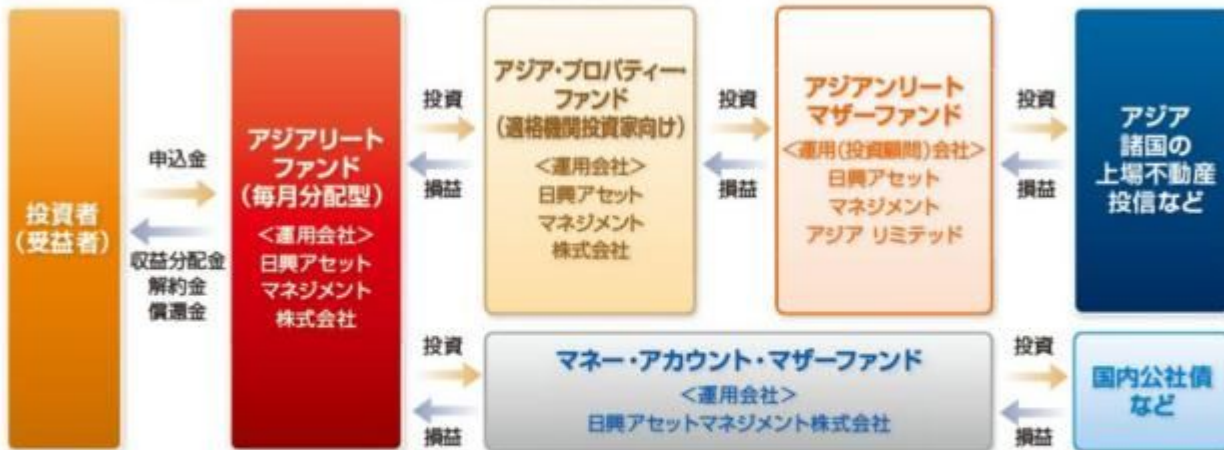 投資者
(受益者)
申込金
収益分配金
解約金
償還金
アジアリート
ファンド
(毎月分配型)
<運用会社>
日興アセット
マネジメント
株式会社
投資
損益
アジア・プロパティー・
ファンド
(適格機関投資家向け)
<運用会社>
日興アセット
マネジメント
株式会社
投資
損益
アジアンリート
マザーファンド
<運用(投資顧問)会社>
日興アセット
マネジメント
アジア リミテッド
投資
損益
アジア
諸国の
上場不動産
投信など
投資
損益
マネー・アカウント・マザーファンド
<運用会社>
日興アセットマネジメント株式会社
投資
損益
国内公社債
など